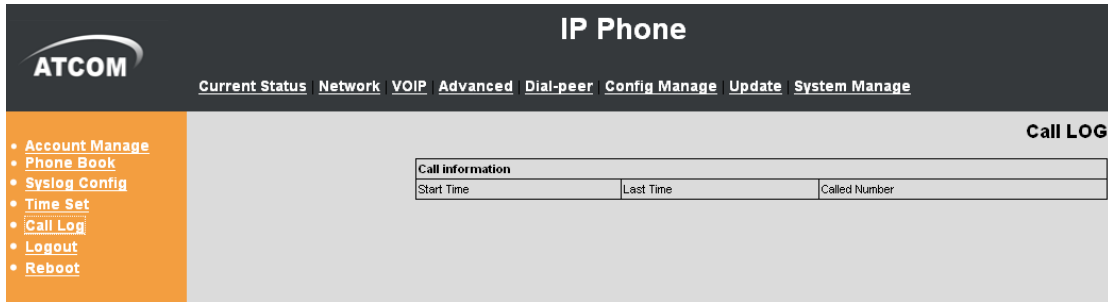 IP Phone
ATCOM
Current Status | Network | VOIP | Advanced | Dial-peer | Config Manage | Update | System Manage
Call LOG
Account Manage
Phone Book
Syslog Config
Time Set
Call Log
Logout
Reboot
Call information
Start Time Last Time Called Number